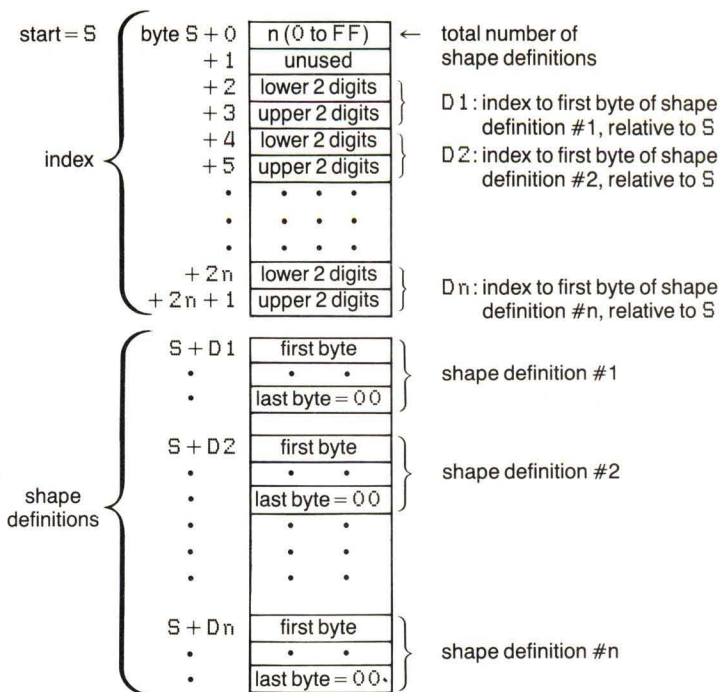 start = S byte S + 0 n (0 to FF) ← total number of
+ 1 unused shape definitions
+ 2 lower 2 digits
+ 3 upper 2 digits D1: index to first byte of shape
definition #1, relative to S
+ 4 lower 2 digits D2: index to first byte of shape
index + 5 upper 2 digits definition #2, relative to S
+ 2n lower 2 digits Dn: index to first byte of shape
+ 2n + 1 upper 2 digits definition #n, relative to S
S + D1 first byte
shape definition #1
last byte = 00
S + D2 first byte
shape definition #2
shape last byte = 00
definitions
S + Dn first byte
shape definition #n
last byte = 00